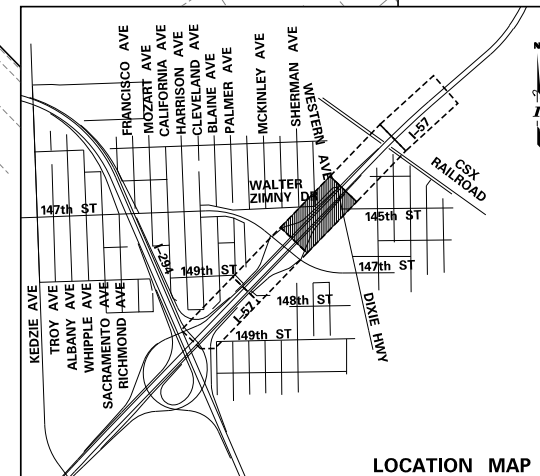 FRANCISCO AVE
MOZART AVE
CALIFORNIA AVE
HARRISON AVE
CLEVELAND AVE
BLAINE AVE
PALMER AVE
MCKINLEY AVE
SHERMAN AVE
WESTERN AVE
I-57
CSX
RAILROAD
WALTER
ZIMNY DR
147th ST
145th ST
I-294
149th ST
147th ST
148th ST
I-57
149th ST
DIXIE HWY
KEDZIE AVE
TROY AVE
ALBANY AVE
WHIPPLE AVE
SACRAMENTO AVE
RICHMOND AVE
LOCATION MAP